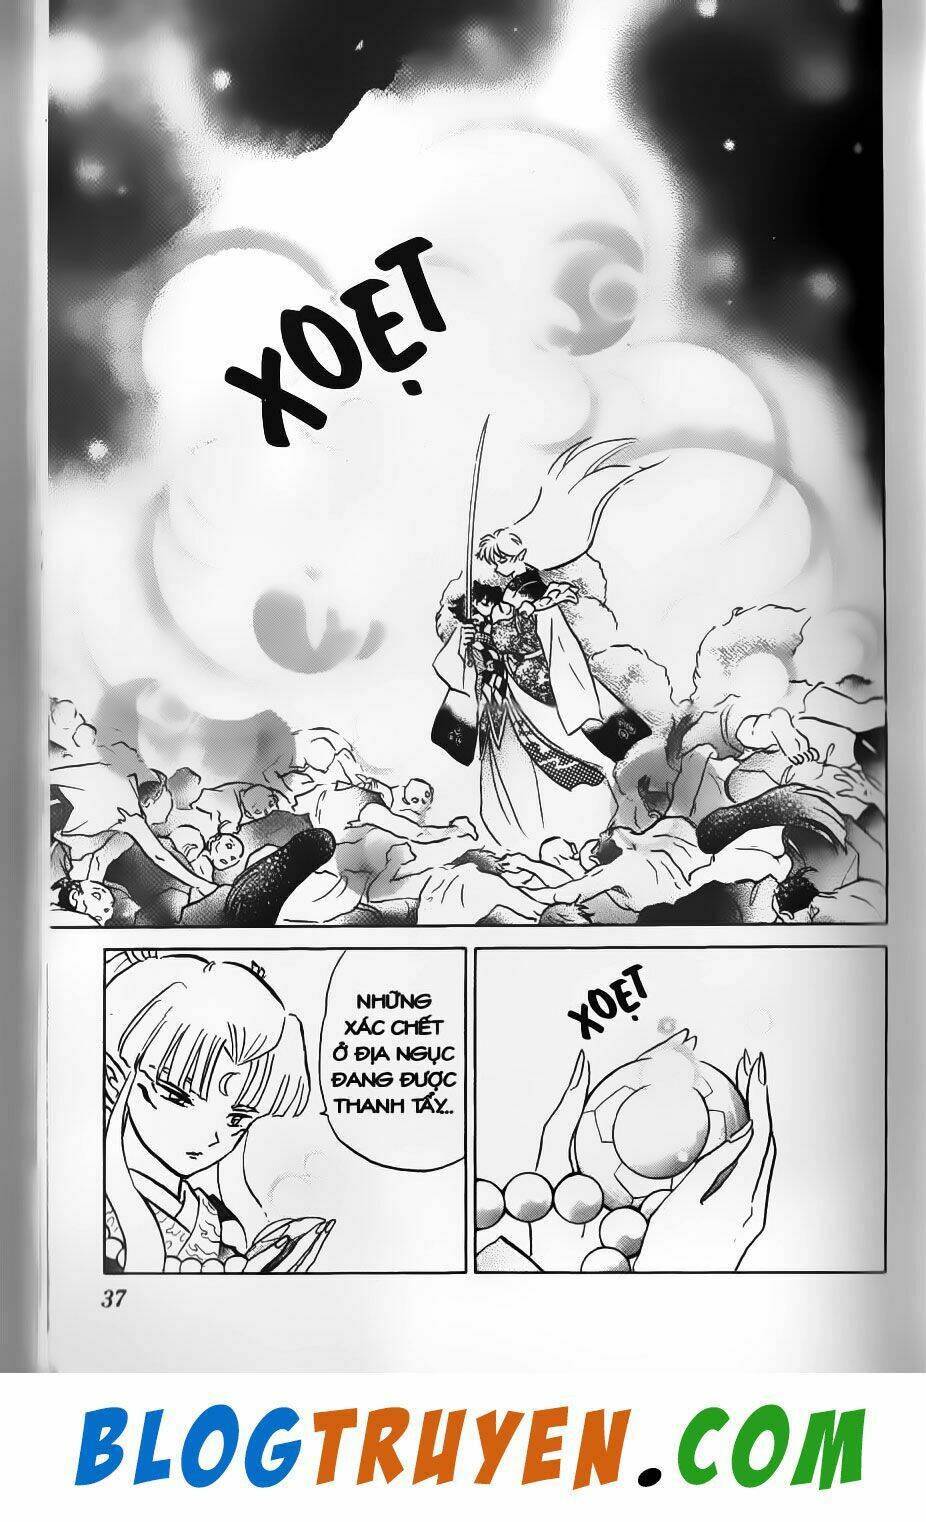 XOẸT
NHỮNG
XÁC CHẾT
Ở ĐỊA NGỤC
ĐANG ĐƯỢC
THANH TẨY...
XOẸT
37
BLOGTRUYEN.COM